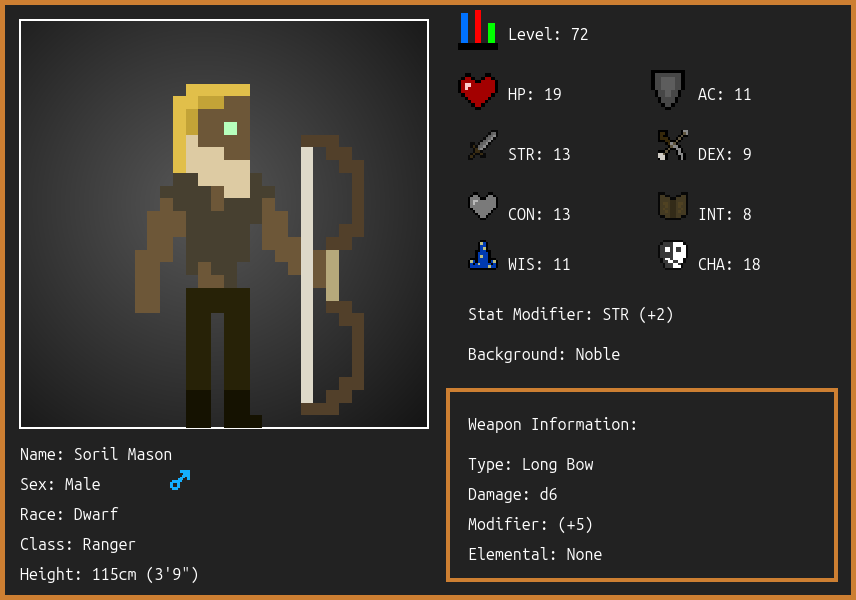 Level: 72
HP: 19
AC: 11
STR: 13
DEX: 9
CON: 13
INT: 8
WIS: 11
CHA: 18
Stat Modifier: STR (+2)
Background: Noble
Weapon Information:
Type: Long Bow
Damage: d6
Modifier: (+5)
Elemental: None
Name: Soril Mason
Sex: Male
Race: Dwarf
Class: Ranger
Height: 115cm (3'9")